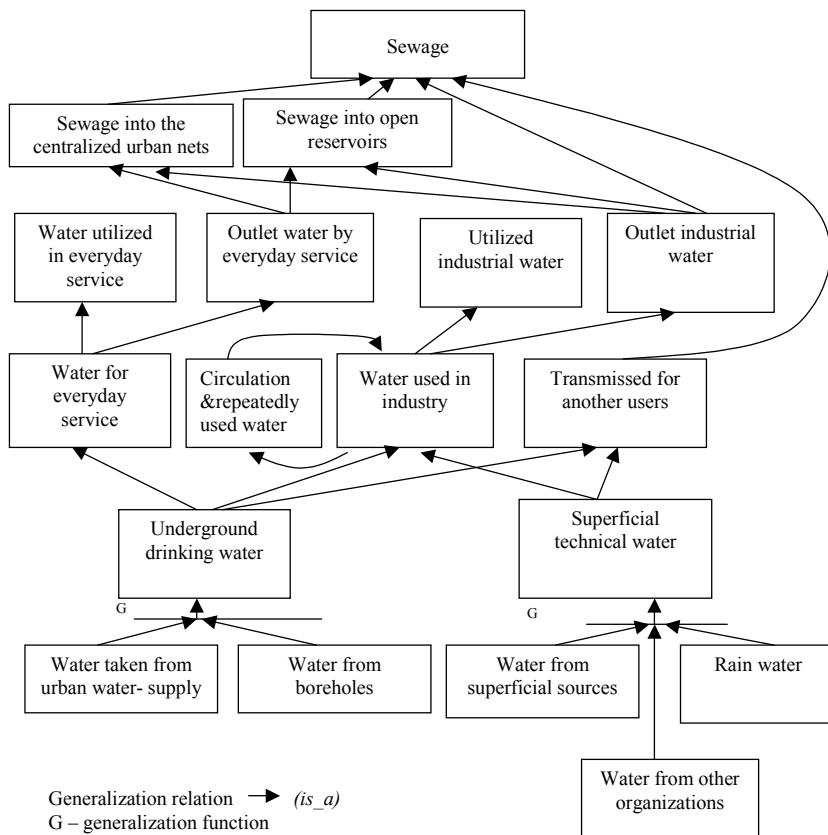 Sewage
Sewage into the
centralized urban nets
Sewage into open
reservoirs
Water utilized
in everyday
service
Outlet water by
everyday service
Utilized
industrial water
Outlet industrial
water
Water for
everyday
service
Circulation
&repeatedly
used water
Water used in
industry
Transmissed for
another users
Underground
drinking water
Superficial
technical water
G
G
Water taken from
urban water- supply
Water from
boreholes
Water from
superficial sources
Rain water
Water from other
organizations
Generalization relation (is_a)
G – generalization function